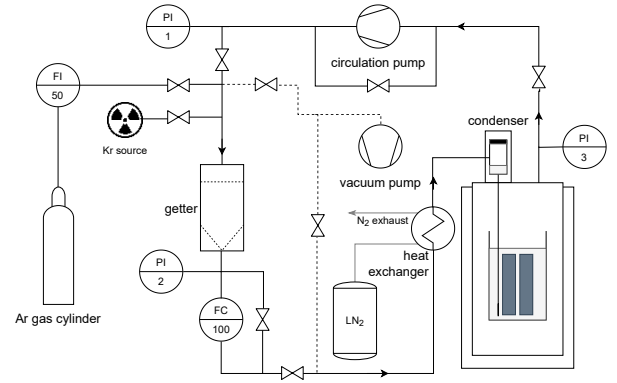 PI
1
circulation pump
FI
50
Kr source
condenser
PI
3
vacuum pump
getter
N₂ exhaust
heat
exchanger
PI
2
LN₂
FC
100
Ar gas cylinder